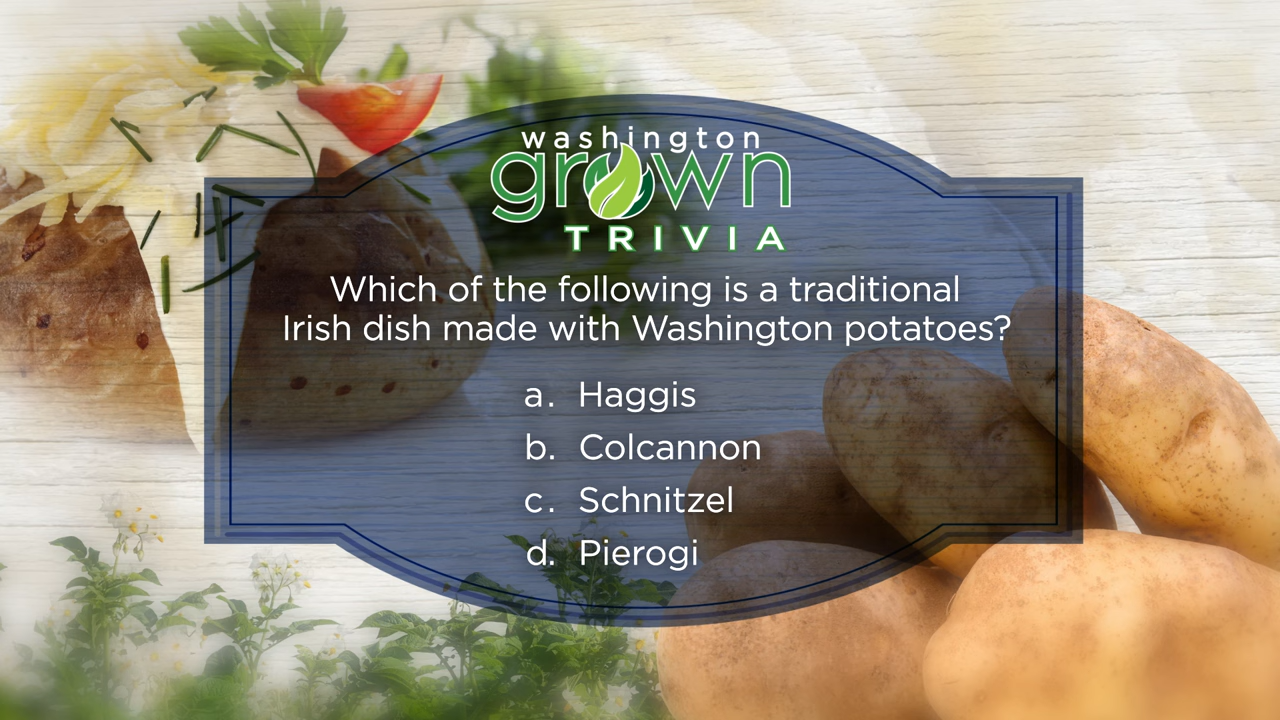 washington
grown
TRIVIA
Which of the following is a traditional
Irish dish made with Washington potatoes?
a. Haggis
b. Colcannon
c. Schnitzel
d. Pierogi